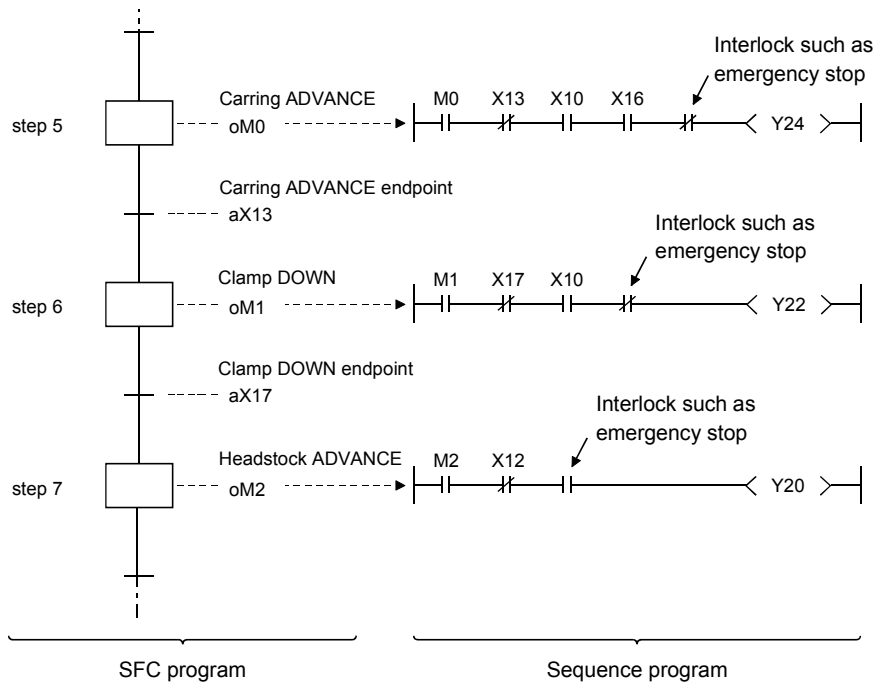 Interlock such as
emergency stop
Carring ADVANCE
M0 X13 X10 X16
step 5
oM0
Y24
Carring ADVANCE endpoint
aX13
Interlock such as
emergency stop
Clamp DOWN
M1 X17 X10
step 6
oM1
Y22
Clamp DOWN endpoint
aX17
Interlock such as
emergency stop
Headstock ADVANCE
M2 X12
step 7
oM2
Y20
SFC program
Sequence program